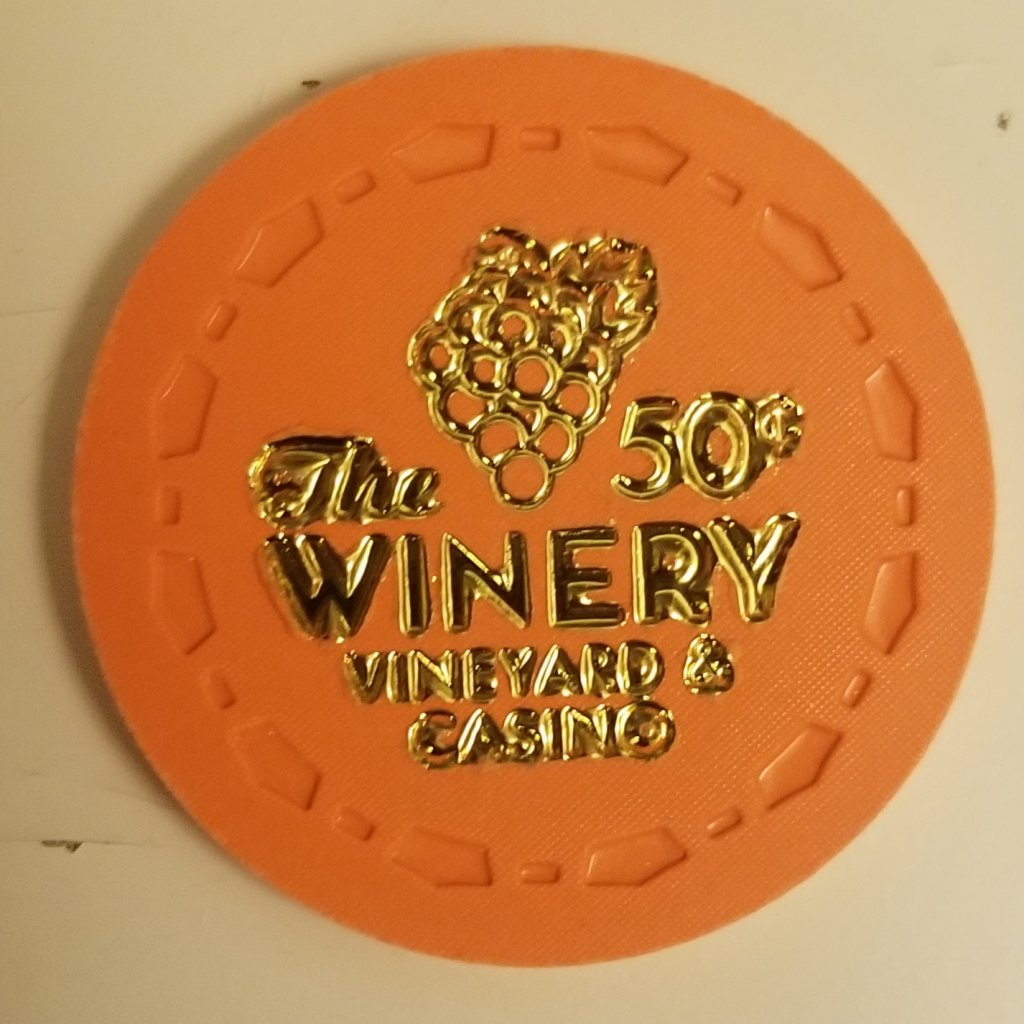 The 50¢
WINERY
VINEYARD &
CASINO